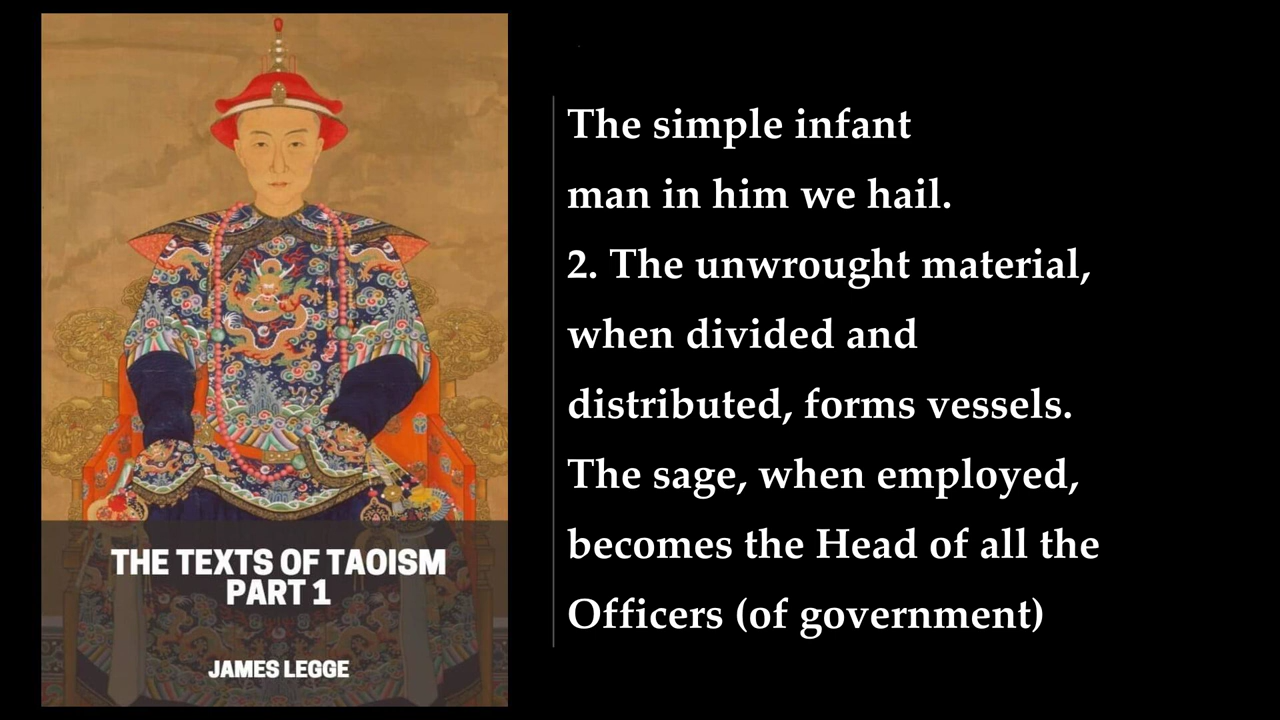 THE TEXTS OF TAOISM
PART 1
JAMES LEGGE
The simple infant
man in him we hail.
2. The unwrought material,
when divided and
distributed, forms vessels.
The sage, when employed,
becomes the Head of all the
Officers (of government)